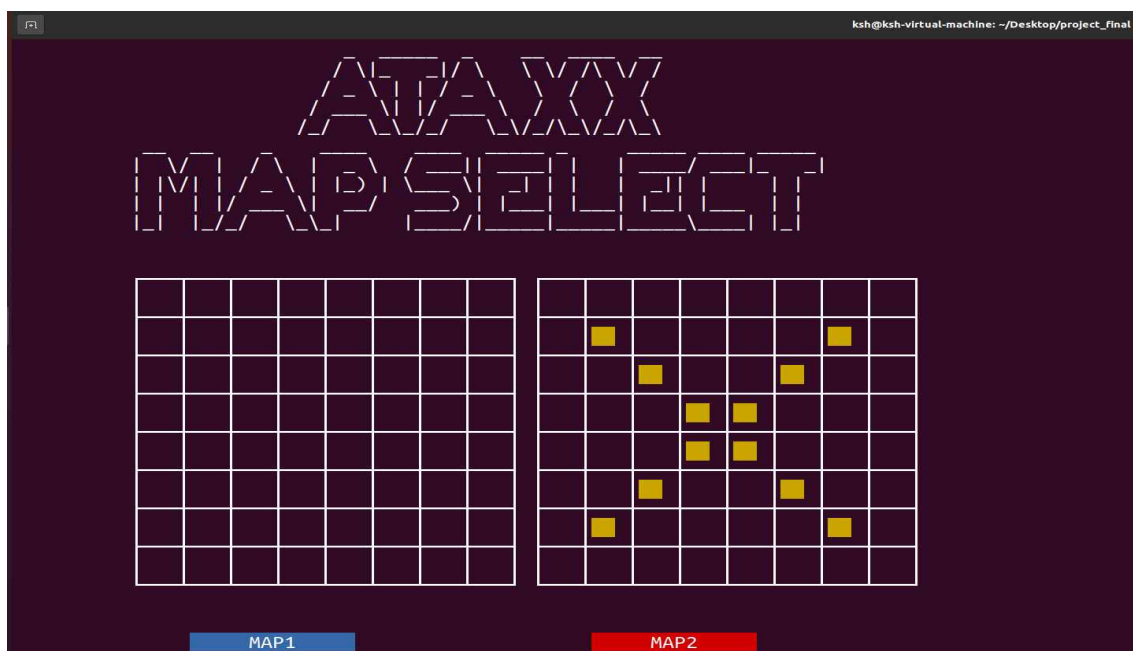 ksh@ksh-virtual-machine: ~/Desktop/project_final
ATAXX
MAP SELECT
MAP1
MAP2